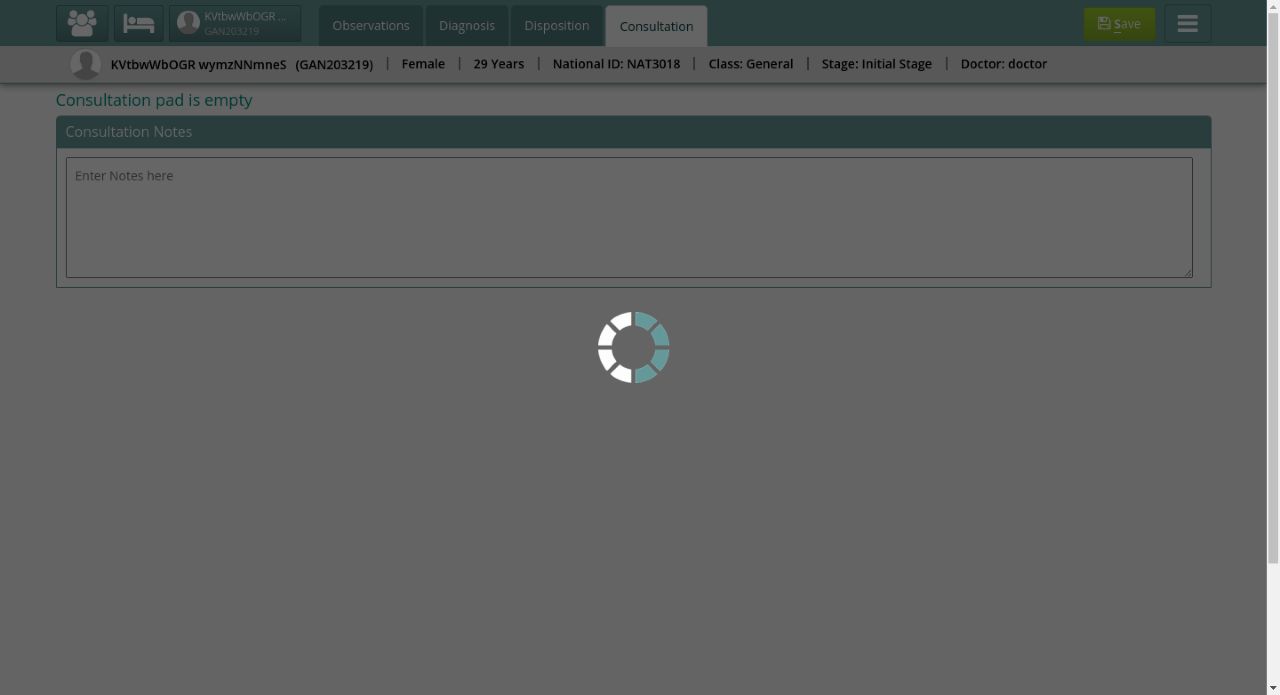 KVtbwWbOGR ...
GAN203219
Observations
Diagnosis
Disposition
Consultation
Save
KVtbwWbOGR wymzNNmneS (GAN203219) | Female | 29 Years | National ID: NAT3018 | Class: General | Stage: Initial Stage | Doctor: doctor
Consultation pad is empty
Consultation Notes
Enter Notes here